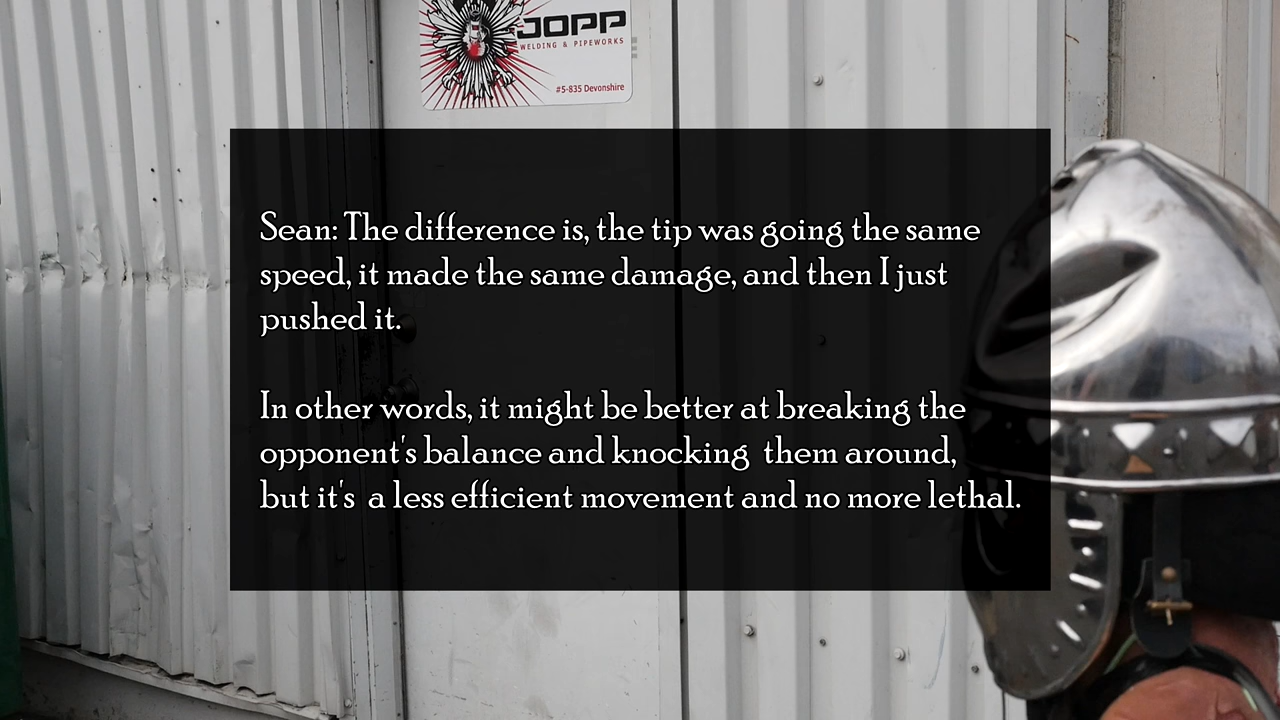 JOPP
WELDING & PIPEWORKS
#5-835 Devonshire
Sean: The difference is, the tip was going the same
speed, it made the same damage, and then I just
pushed it.
In other words, it might be better at breaking the
opponent's balance and knocking  them around,
but it's  a less efficient movement and no more lethal.